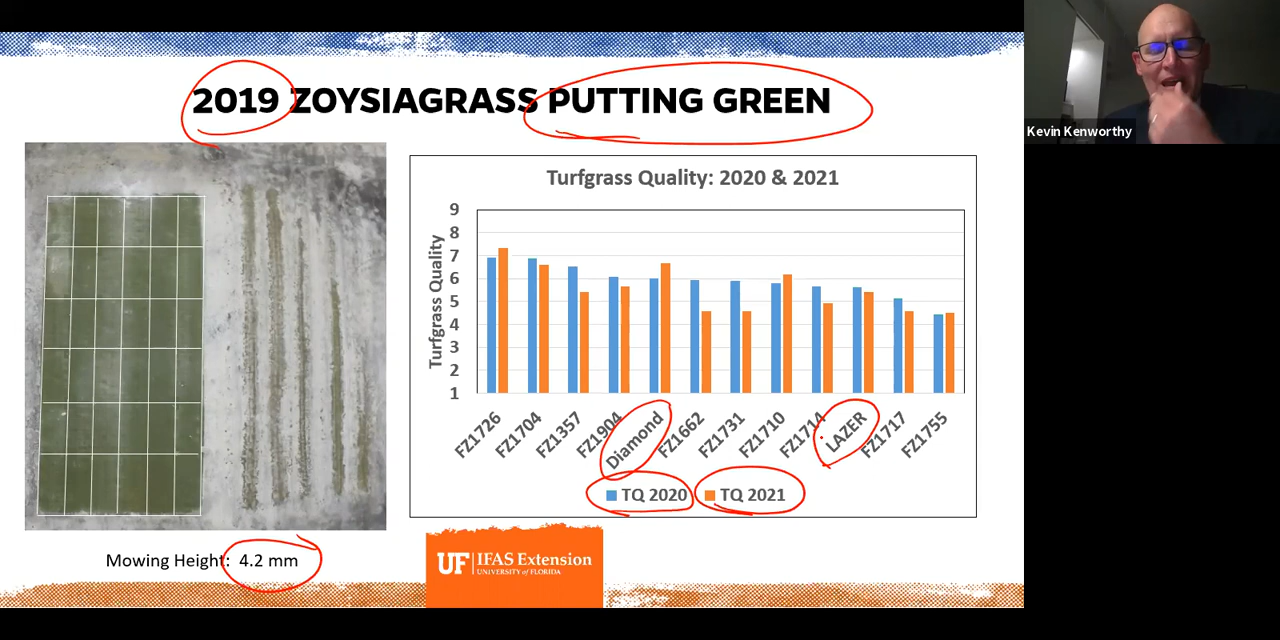 2019 ZOYSIAGRASS PUTTING GREEN
Kevin Kenworthy
Turfgrass Quality: 2020 & 2021
Turfgrass Quality
9
8
7
6
5
4
3
2
1
FZ1726
FZ1704
FZ1357
FZ1904
Diamond
FZ1662
FZ1731
FZ1710
FZ1714
LAZER
FZ1717
FZ1755
TQ 2020
TQ 2021
Mowing Height: 4.2 mm
UF
IFAS Extension
UNIVERSITY of FLORIDA